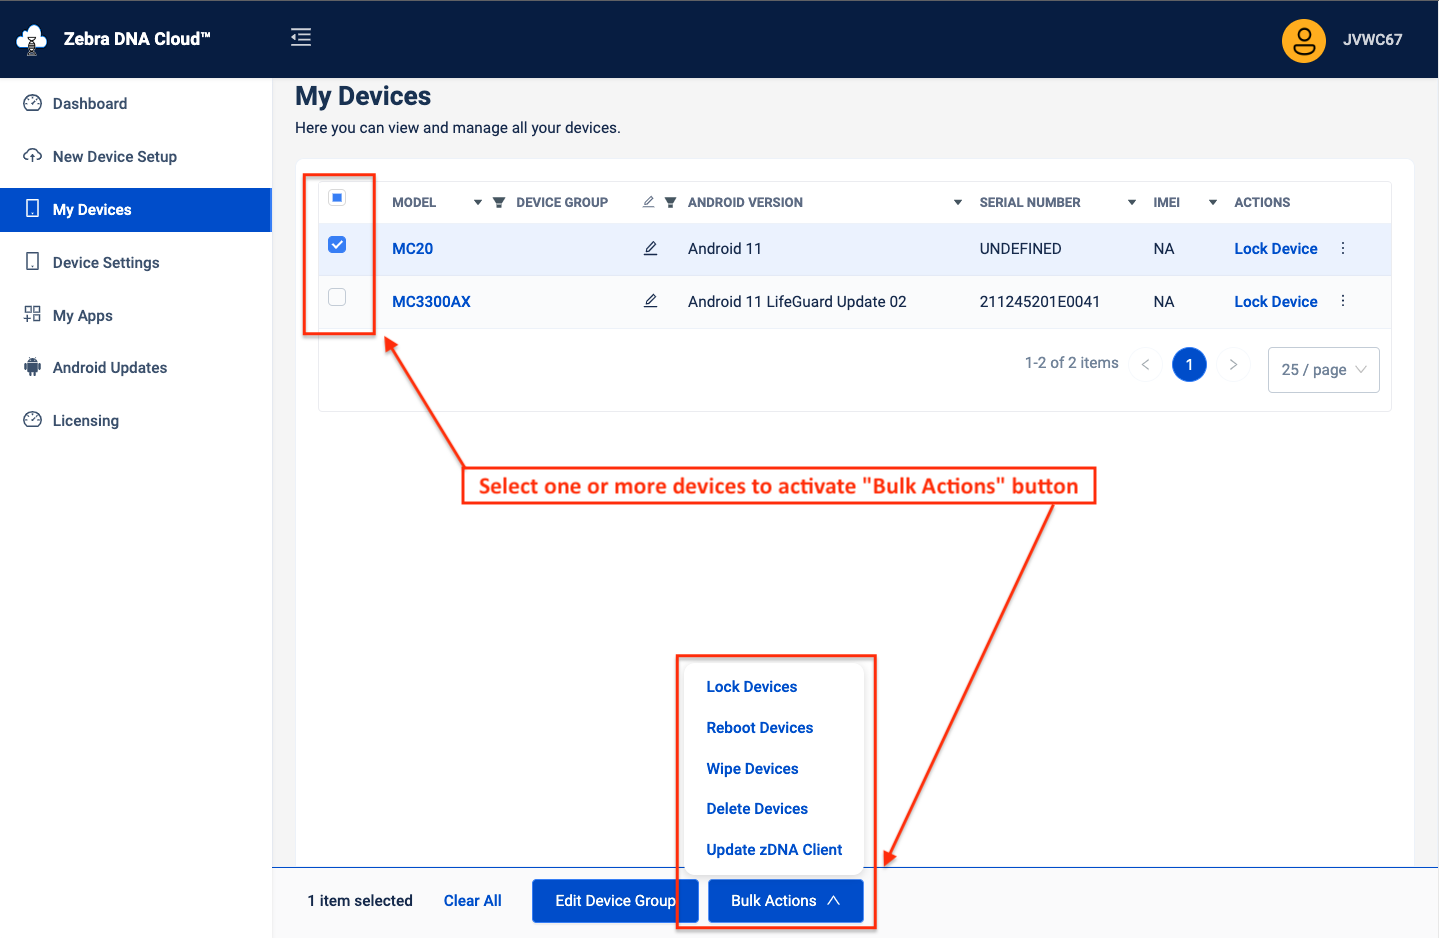 Zebra DNA Cloud™
JVWC67
Dashboard
New Device Setup
My Devices
Device Settings
My Apps
Android Updates
Licensing
My Devices
Here you can view and manage all your devices.
MODEL DEVICE GROUP ANDROID VERSION SERIAL NUMBER IMEI ACTIONS
MC20 Android 11 UNDEFINED NA Lock Device
MC3300AX Android 11 LifeGuard Update 02 211245201E0041 NA Lock Device
1-2 of 2 items < 1 > 25 / page
Select one or more devices to activate "Bulk Actions" button
Lock Devices
Reboot Devices
Wipe Devices
Delete Devices
Update zDNA Client
1 item selected Clear All Edit Device Group Bulk Actions